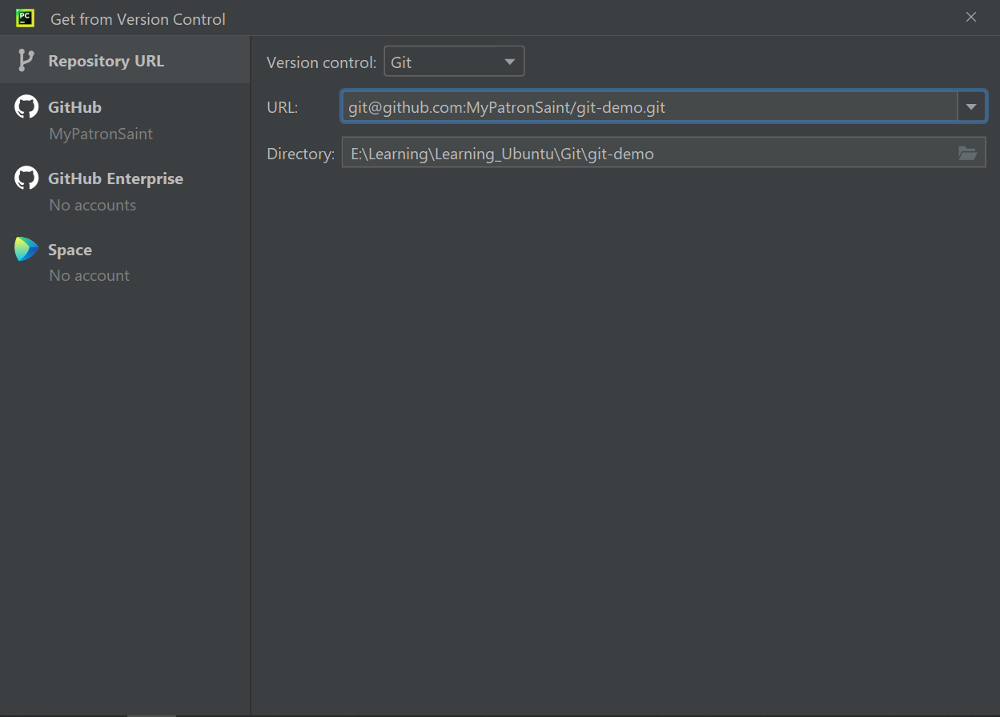 PC Get from Version Control
Repository URL
GitHub
MyPatronSaint
GitHub Enterprise
No accounts
Space
No account
Version control: Git
URL: git@github.com:MyPatronSaint/git-demo.git
Directory: E:\Learning\Learning_Ubuntu\Git\git-demo